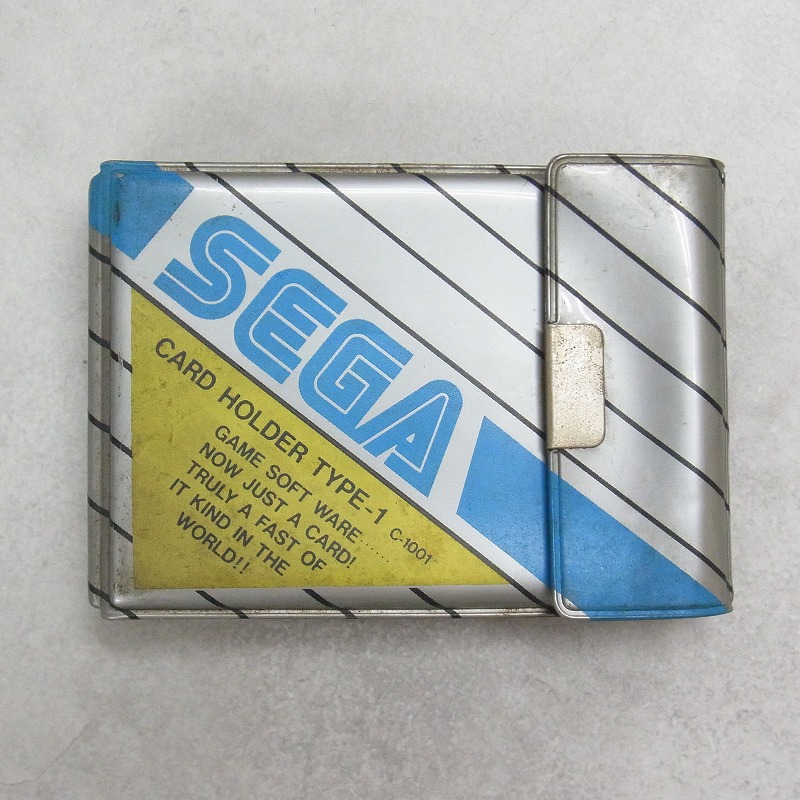 SEGA
CARD HOLDER TYPE-1 C-1001
GAME SOFT WARE......
NOW JUST A CARD!
TRULY A FAST OF
IT KIND IN THE
WORLD!!